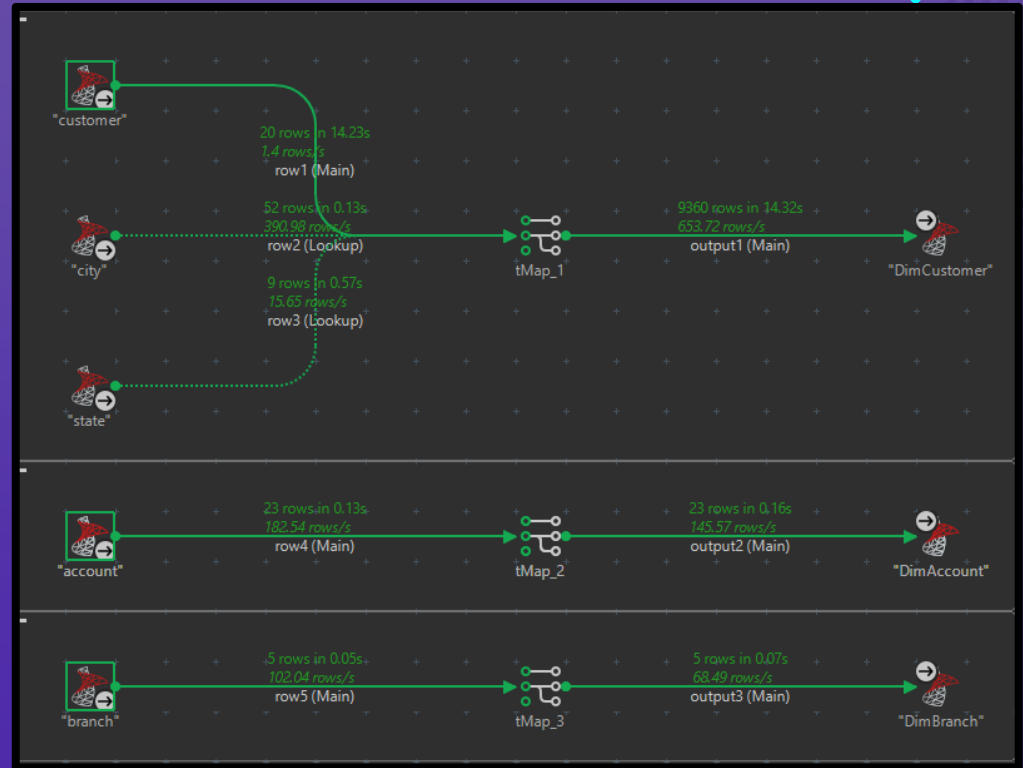 "customer"
20 rows in 14.23s
1.4 rows/s
row1 (Main)
52 rows in 0.13s
390.98 rows/s
row2 (Lookup)
"city"
9360 rows in 14.32s
653.72 rows/s
output1 (Main)
tMap_1
"DimCustomer"
9 rows in 0.57s
15.65 rows/s
row3 (Lookup)
"state"
23 rows in 0.13s
182.54 rows/s
row4 (Main)
"account"
23 rows in 0.16s
145.57 rows/s
output2 (Main)
tMap_2
"DimAccount"
5 rows in 0.05s
102.04 rows/s
row5 (Main)
"branch"
5 rows in 0.07s
68.49 rows/s
output3 (Main)
tMap_3
"DimBranch"